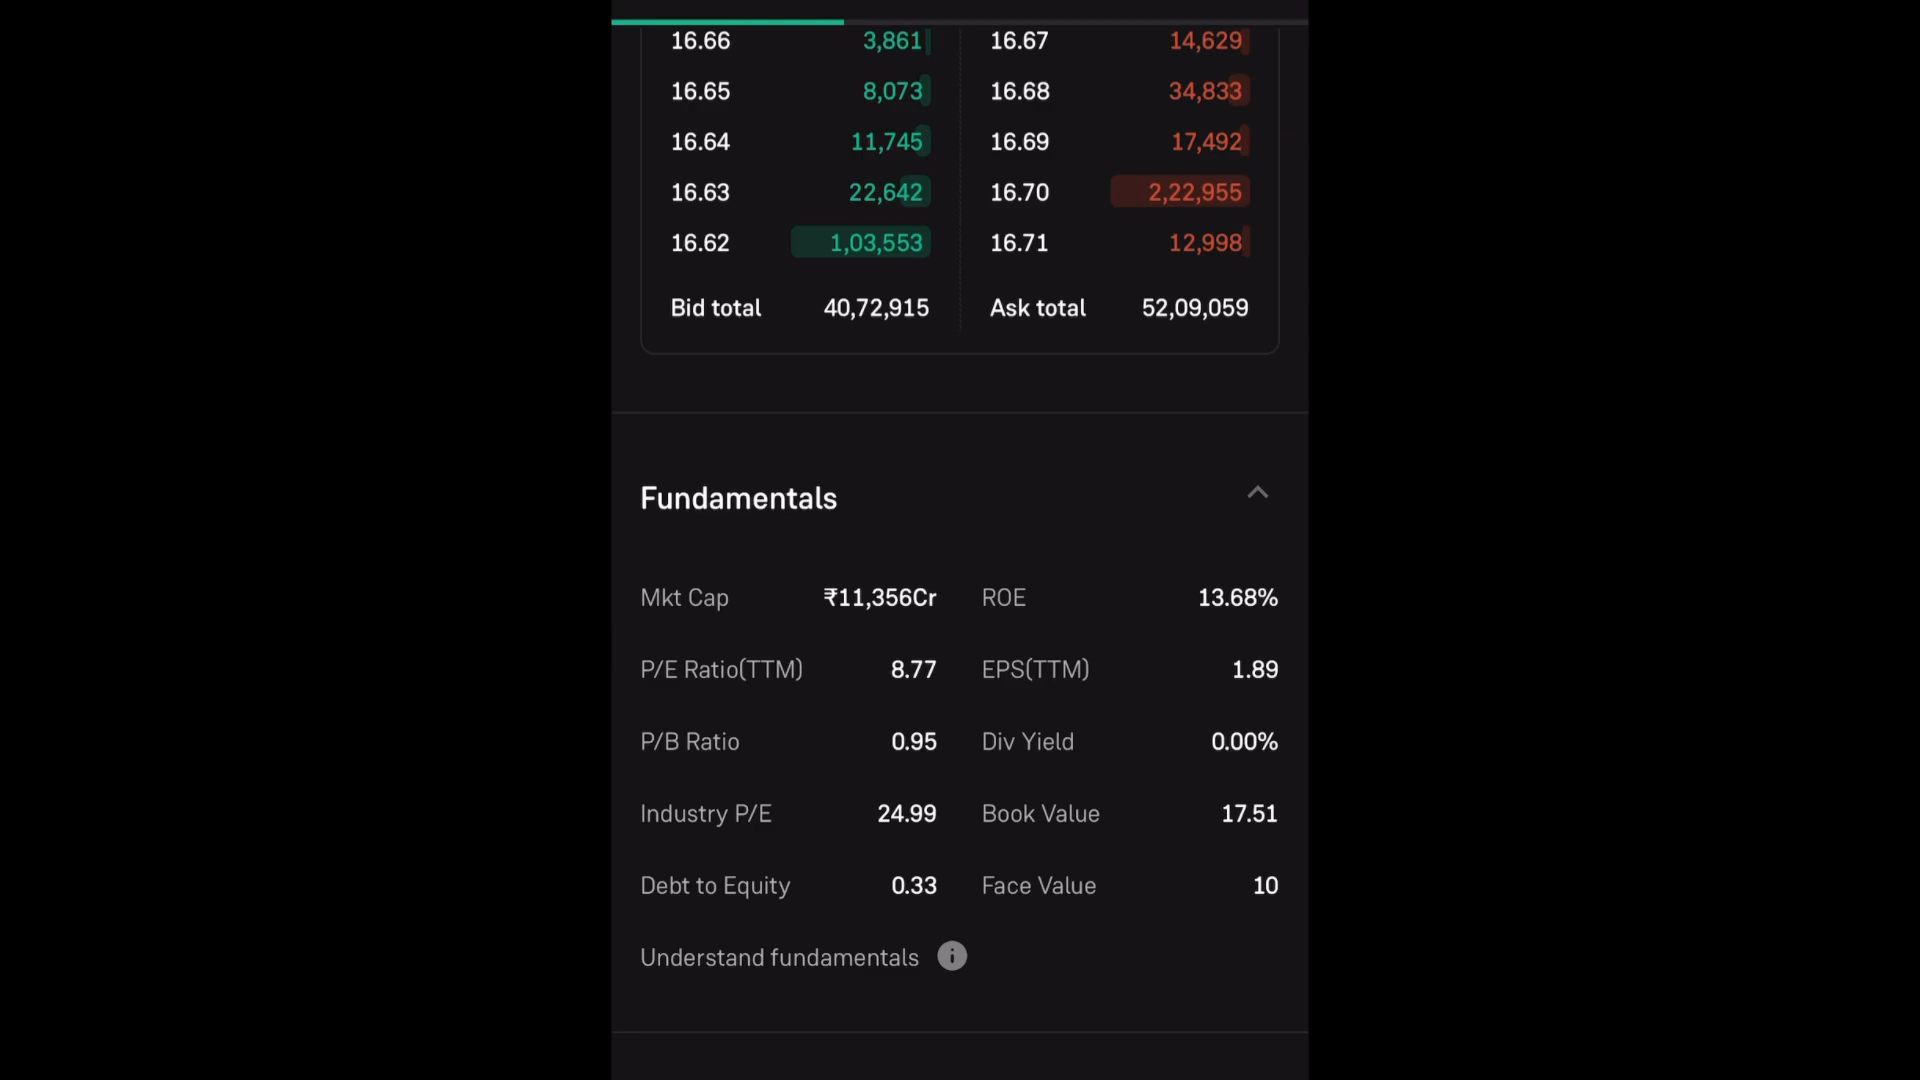 16.66 3,861 16.67 14,629
16.65 8,073 16.68 34,833
16.64 11,745 16.69 17,492
16.63 22,642 16.70 2,22,955
16.62 1,03,553 16.71 12,998
Bid total 40,72,915 Ask total 52,09,059
Fundamentals
Mkt Cap ₹11,356Cr ROE 13.68%
P/E Ratio(TTM) 8.77 EPS(TTM) 1.89
P/B Ratio 0.95 Div Yield 0.00%
Industry P/E 24.99 Book Value 17.51
Debt to Equity 0.33 Face Value 10
Understand fundamentals i